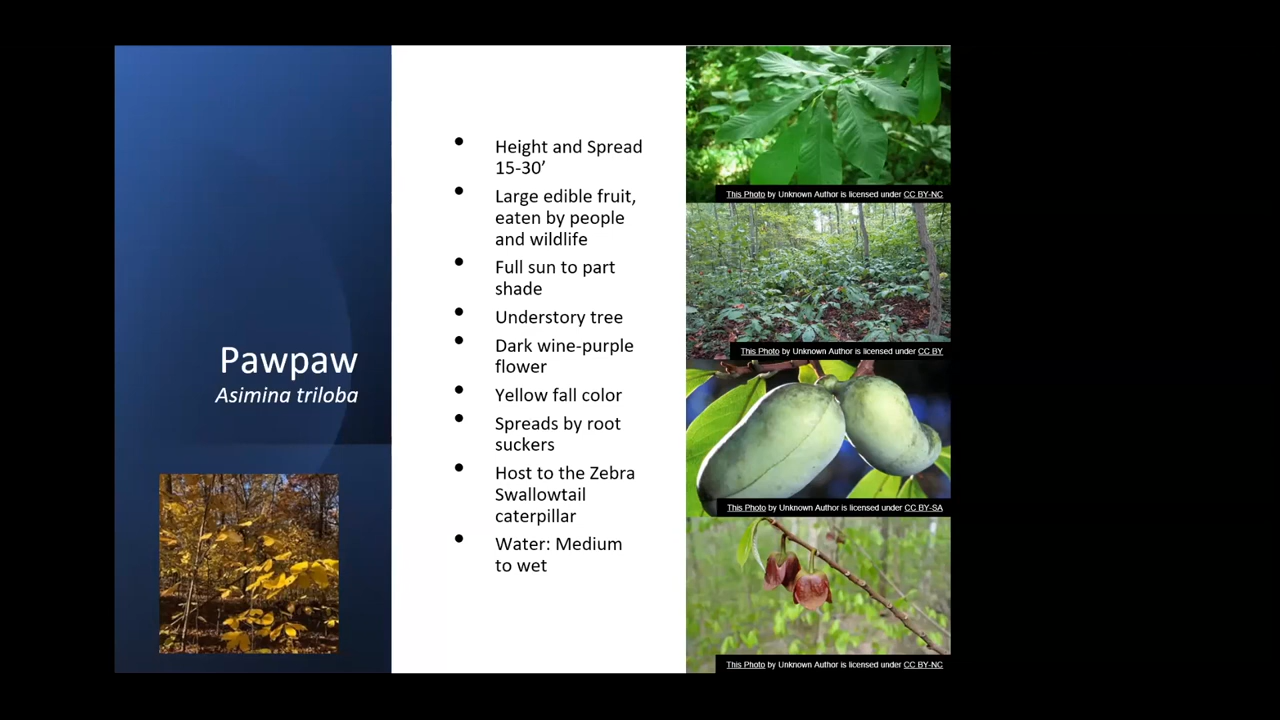 Pawpaw
Asimina triloba
• Height and Spread
15-30’
• Large edible fruit,
eaten by people
and wildlife
• Full sun to part
shade
• Understory tree
• Dark wine-purple
flower
• Yellow fall color
• Spreads by root
suckers
• Host to the Zebra
Swallowtail
caterpillar
• Water: Medium
to wet
This Photo by Unknown Author is licensed under CC BY-NC
This Photo by Unknown Author is licensed under CC BY
This Photo by Unknown Author is licensed under CC BY-SA
This Photo by Unknown Author is licensed under CC BY-NC